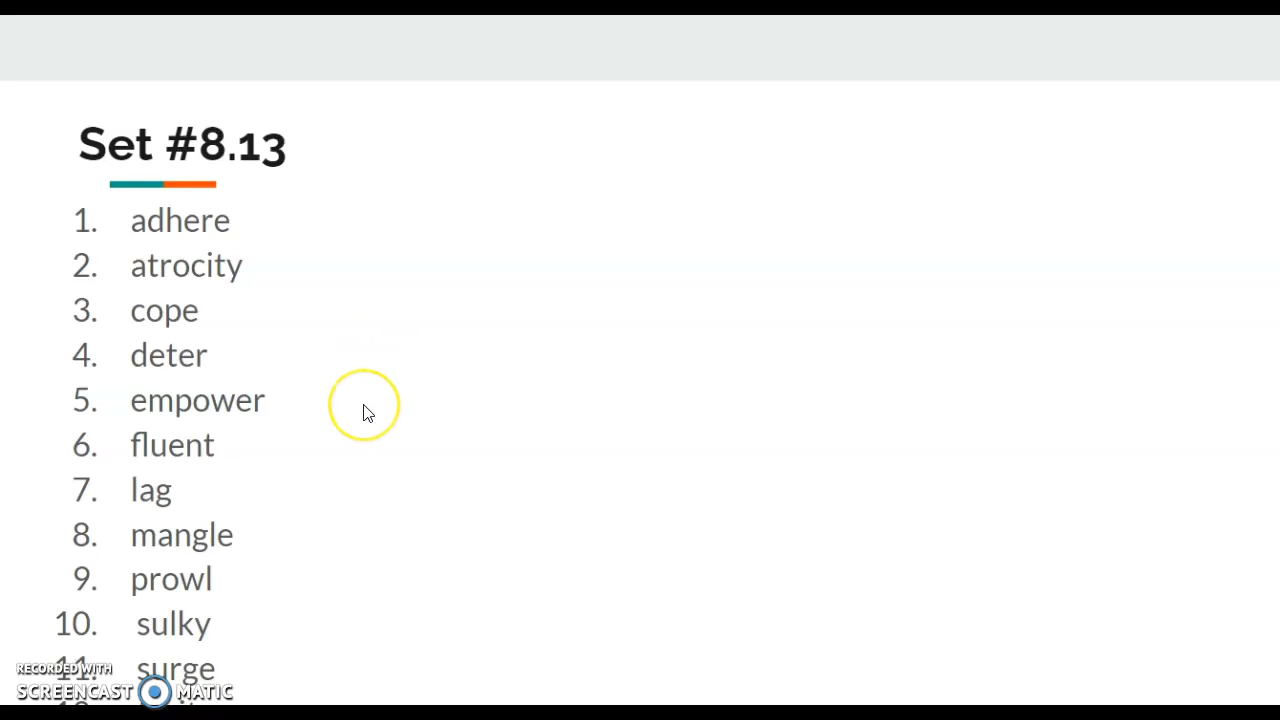 Set #8.13
1. adhere
2. atrocity
3. cope
4. deter
5. empower
6. fluent
7. lag
8. mangle
9. prowl
10. sulky
11. surge
RECORDED WITH
SCREENCAST MATIC